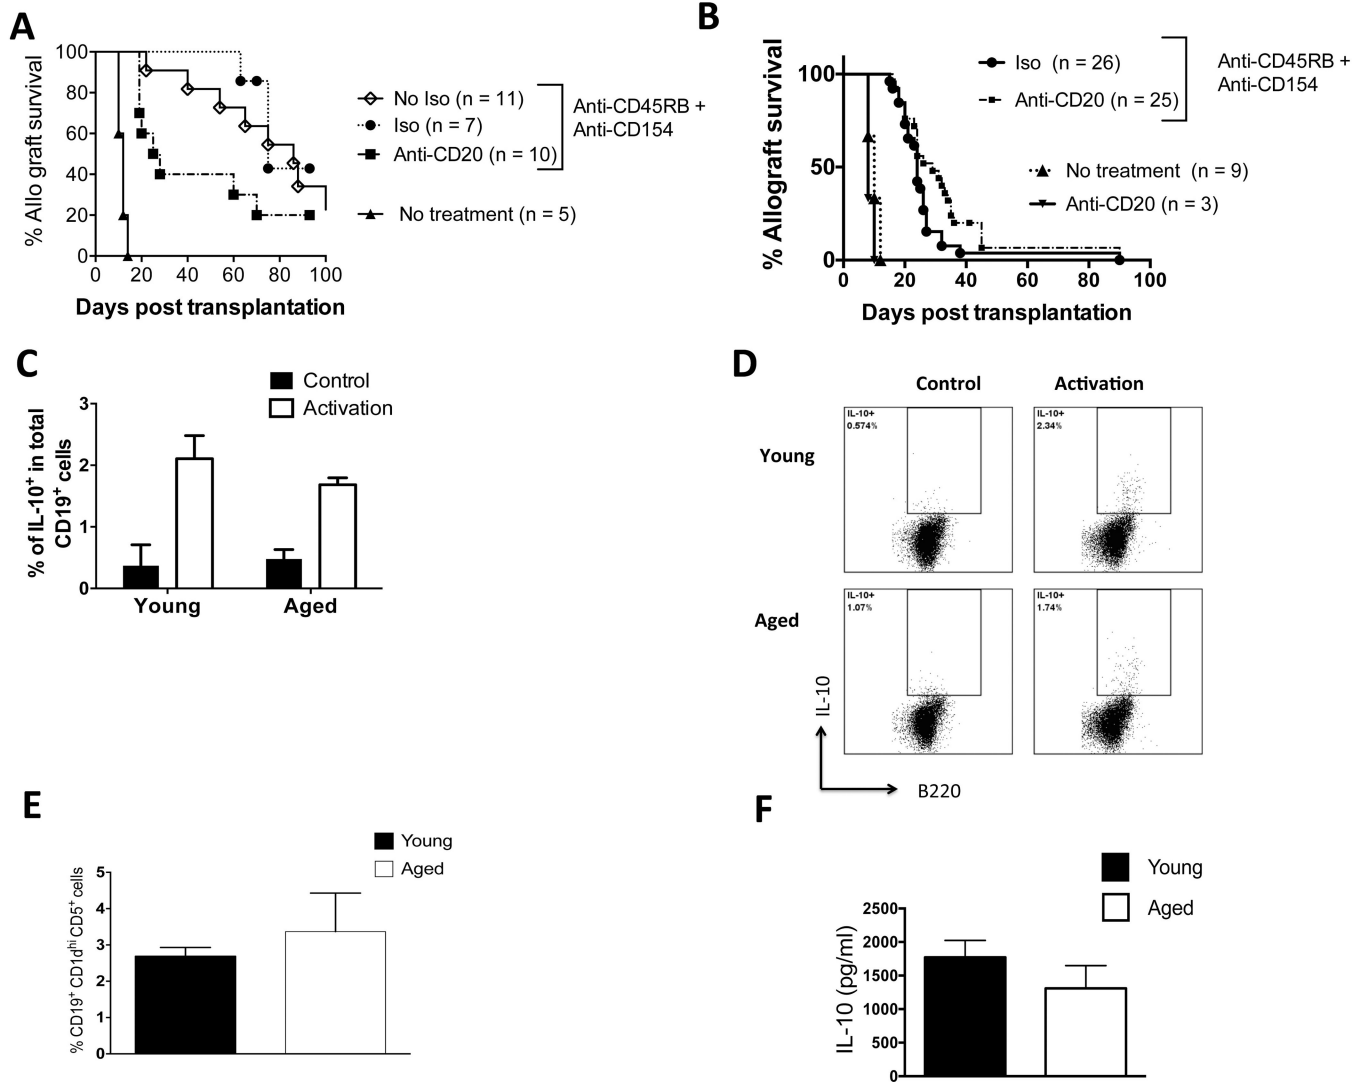 A
% Allo graft survival
100
80
60
40
20
0
0 20 40 60 80 100
Days post transplantation
No Iso (n = 11)
Iso (n = 7)
Anti-CD20 (n = 10)
Anti-CD45RB +
Anti-CD154
No treatment (n = 5)
B
% Allograft survival
100
50
0
0 20 40 60 80 100
Days post transplantation
Iso (n = 26)
Anti-CD20 (n = 25)
Anti-CD45RB +
Anti-CD154
No treatment (n = 9)
Anti-CD20 (n = 3)
C
Control
Activation
% of IL-10+ in total
CD19+ cells
3
2
1
0
Young Aged
D
Control Activation
Young
IL-10+
0.574%
IL-10+
2.34%
Aged
IL-10+
1.07%
IL-10+
1.74%
IL-10
B220
E
Young
Aged
% CD19+ CD1dhi CD5+ cells
5
4
3
2
1
0
F
Young
Aged
IL-10 (pg/ml)
2500
2000
1500
1000
500
0